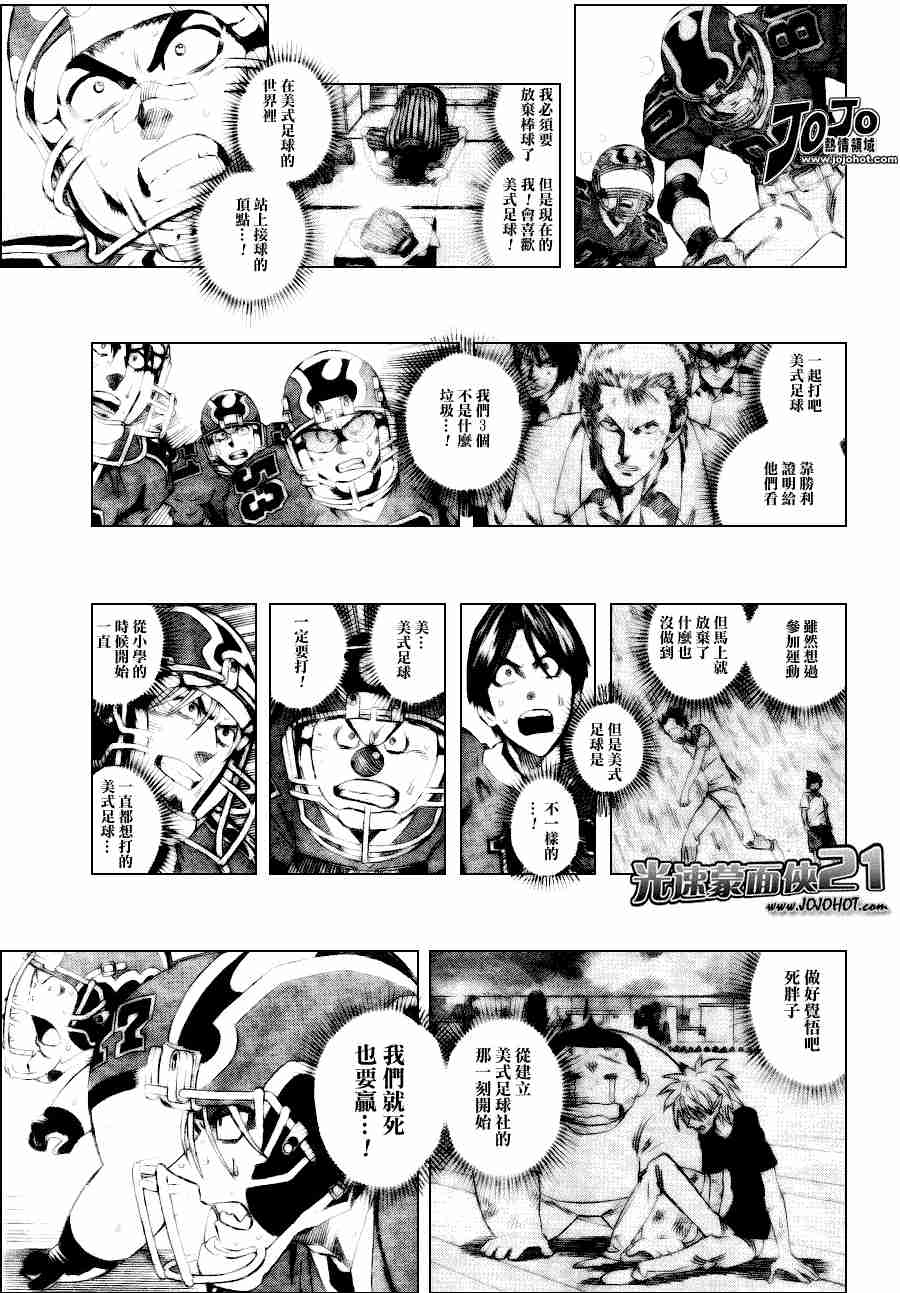 我必須要
放棄棒球了
但是現在的
我！會喜歡
美式足球！
在美式足球的
世界裡
站上接球的
頂點…！
JOJO
熱情領域
www.jojohot.com
8
一起打吧
美式足球
靠勝利
證明給
他們看
我們3個
不是什麼
垃圾…！
53
雖然想過
參加運動
但馬上就
放棄了
什麼也
沒做到
但是美式
足球是
不一樣的
…！
美…
美式足球
一定要打！
從小學的
時候開始
一直
一直都想打的
美式足球…
光速蒙面俠21
www.JOJOHOT.com
做好覺悟吧
死胖子
從建立
美式足球社的
那一刻開始
我們就死
也要贏…！
7